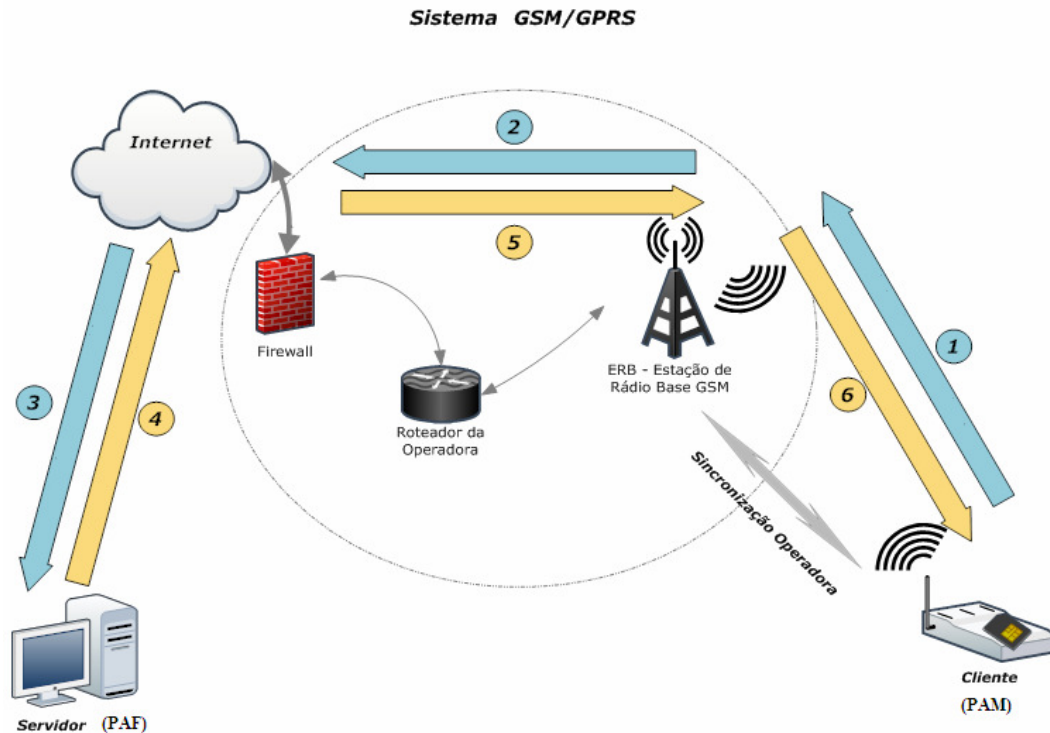 Sistema GSM/GPRS
2
Internet
5
Firewall
ERB - Estação de
Rádio Base GSM
1
6
3
4
Roteador da
Operadora
Sincronização Operadora
Cliente
(PAM)
Servidor (PAF)